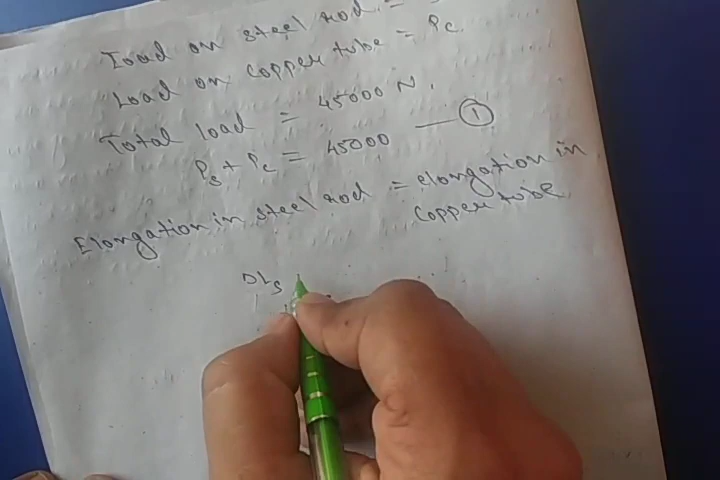 Load on steel rod =
Load on copper tube = Pc.
Total load = 45000 N.
Ps + Pc = 45000 — ①
Elongation in steel rod = elongation in
copper tube
DLs